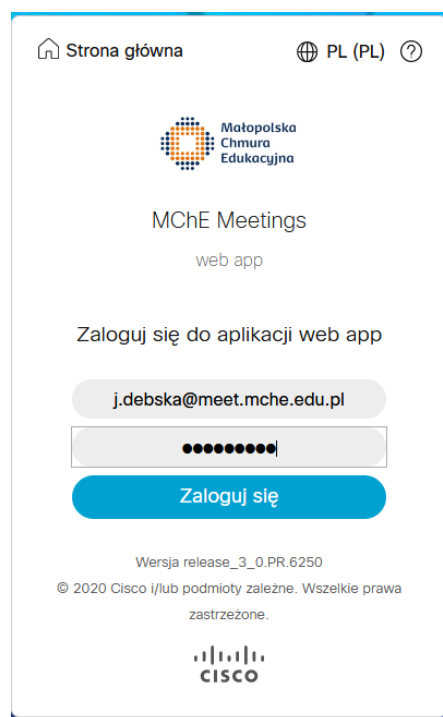 Strona główna PL (PL) ?
Małopolska
Chmura
Edukacyjna
MChE Meetings
web app
Zaloguj się do aplikacji web app
j.debska@meet.mche.edu.pl
●●●●●●●●●
Zaloguj się
Wersja release_3_0.PR.6250
© 2020 Cisco i/lub podmioty zależne. Wszelkie prawa
zastrzeżone.
CISCO